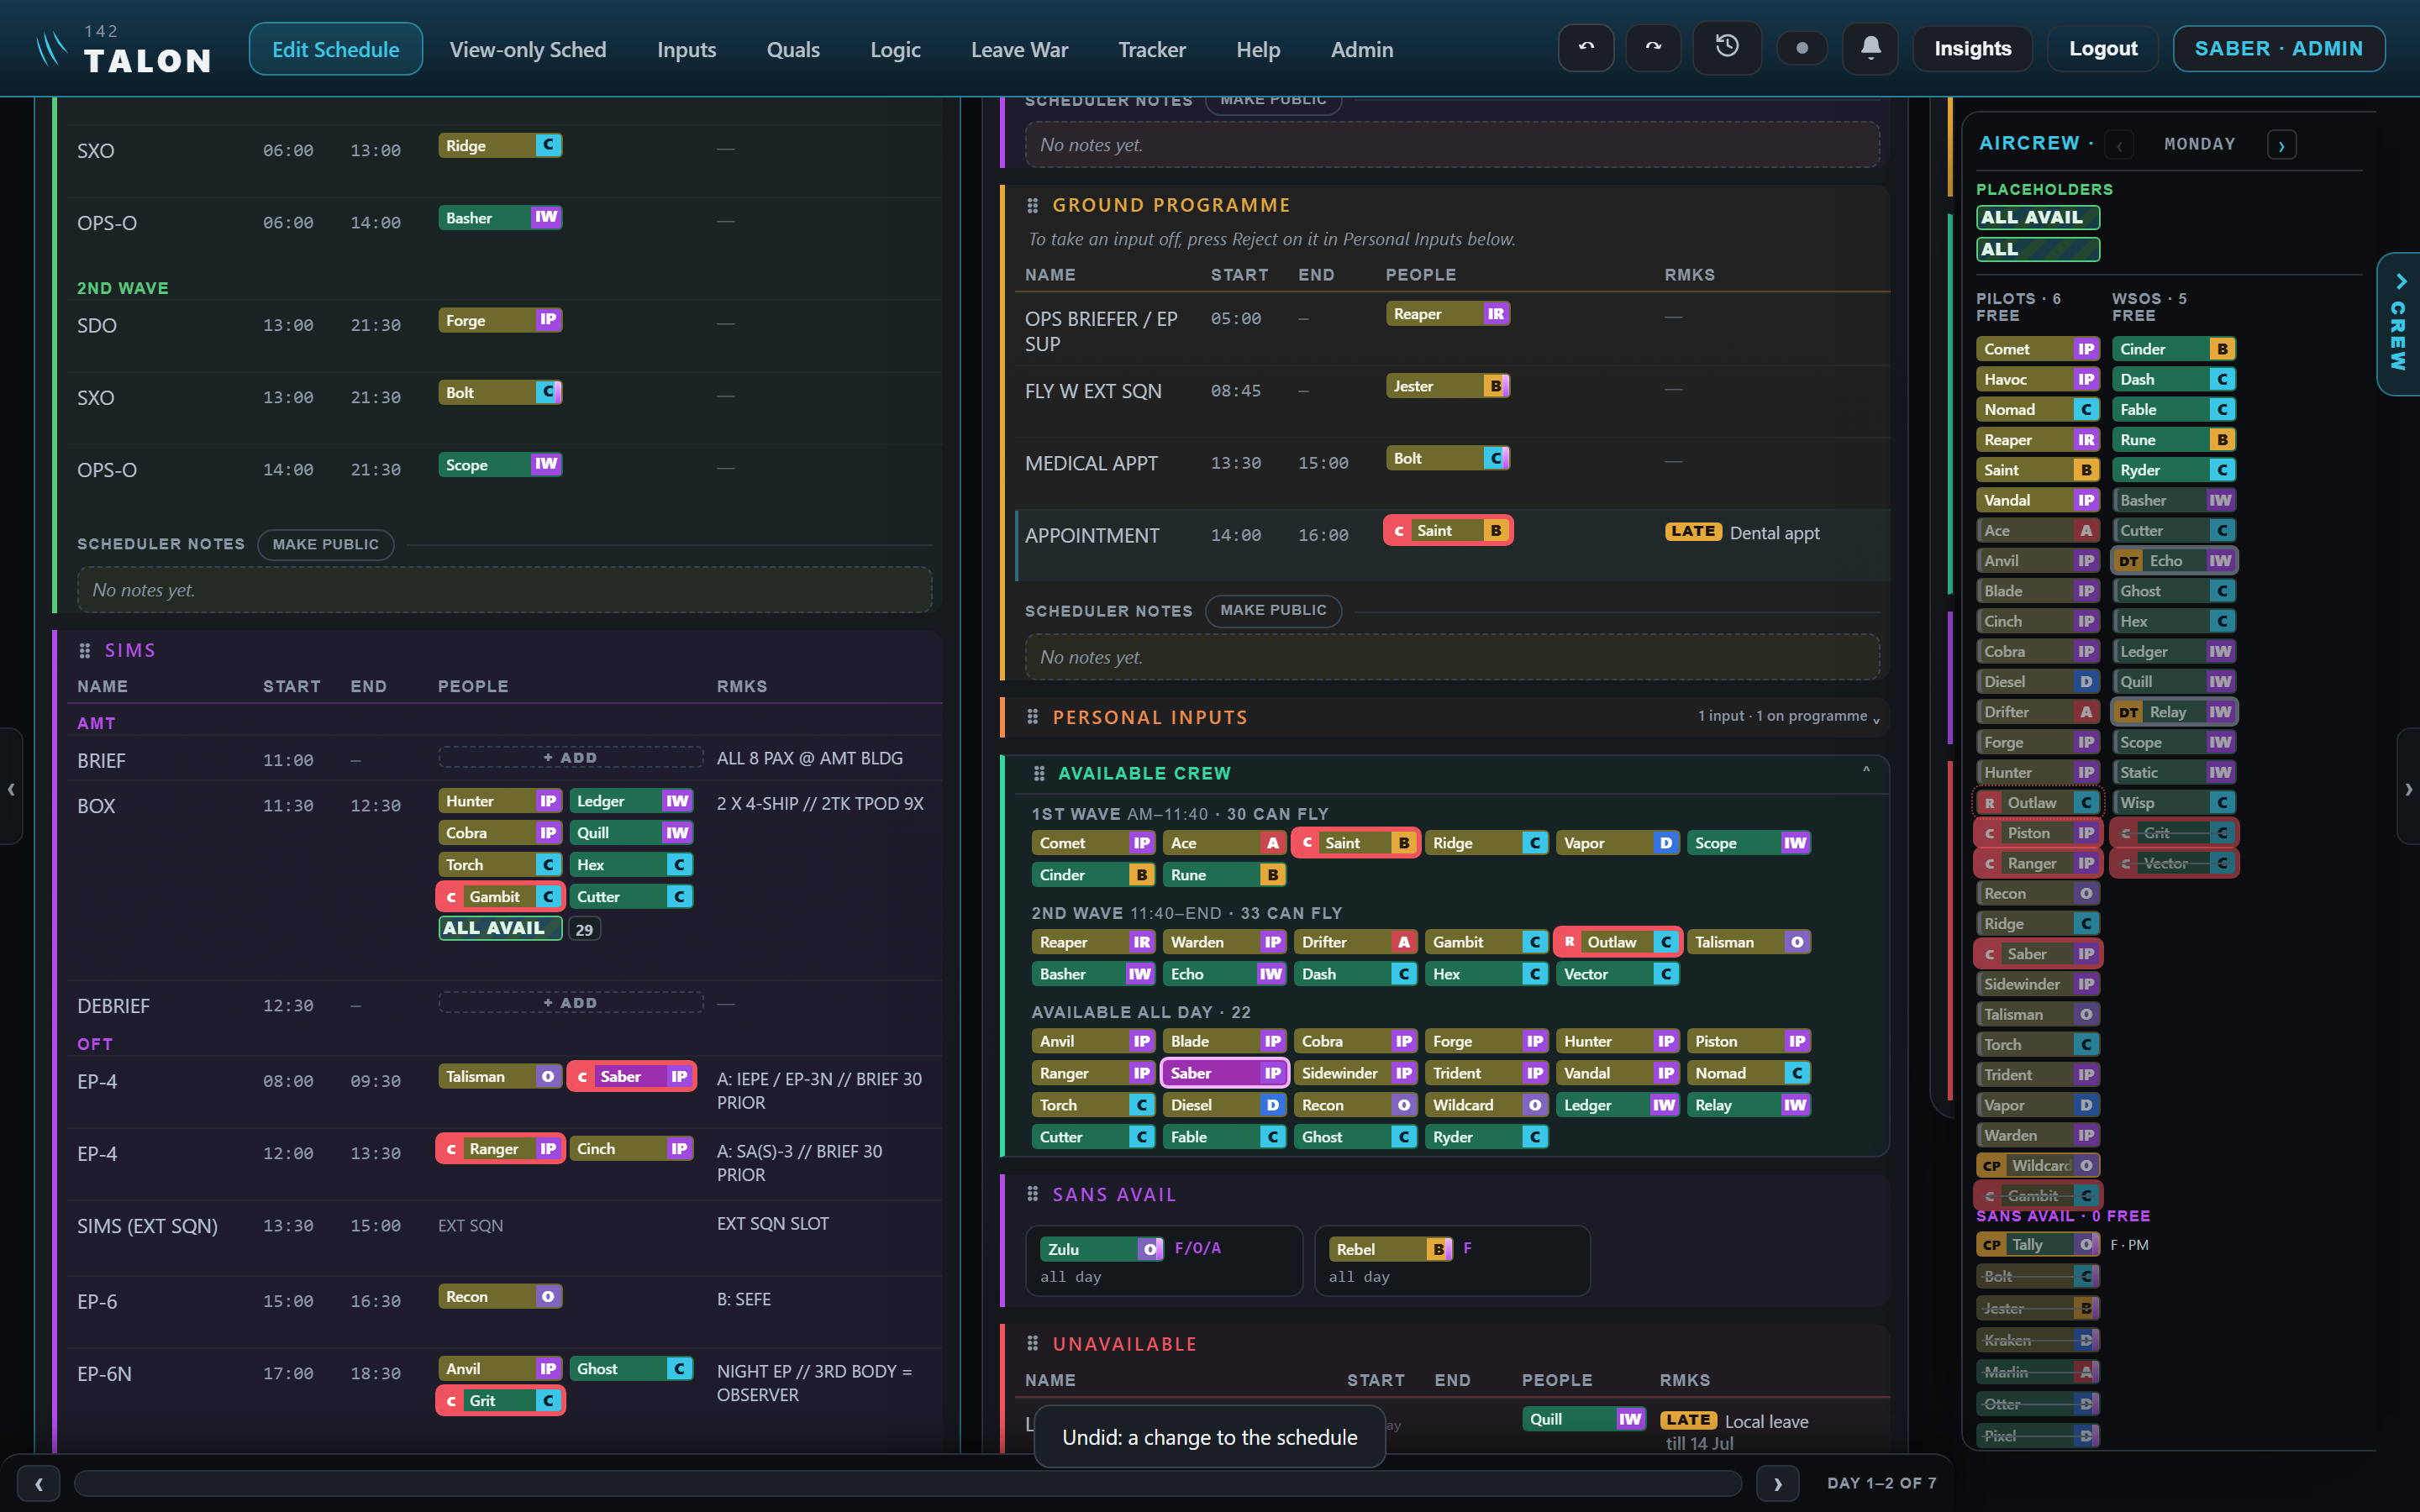 142
TALON
Edit Schedule
View-only Sched
Inputs
Quals
Logic
Leave War
Tracker
Help
Admin
Insights
Logout
SABER · ADMIN
SXO 06:00 13:00 Ridge C —
OPS-O 06:00 14:00 Basher IW —
2ND WAVE
SDO 13:00 21:30 Forge IP —
SXO 13:00 21:30 Bolt C —
OPS-O 14:00 21:30 Scope IW —
SCHEDULER NOTES MAKE PUBLIC
No notes yet.
SIMS
NAME START END PEOPLE RMKS
AMT
BRIEF 11:00 — + ADD ALL 8 PAX @ AMT BLDG
BOX 11:30 12:30 Hunter IP Ledger IW 2 X 4-SHIP // 2TK TPOD 9X
Cobra IP Quill IW
Torch C Hex C
C Gambit C Cutter C
ALL AVAIL 29
DEBRIEF 12:30 — + ADD —
OFT
EP-4 08:00 09:30 Talisman O C Saber IP A: IEPE / EP-3N // BRIEF 30
PRIOR
EP-4 12:00 13:30 C Ranger IP Cinch IP A: SA(S)-3 // BRIEF 30
PRIOR
SIMS (EXT SQN) 13:30 15:00 EXT SQN EXT SQN SLOT
EP-6 15:00 16:30 Recon O B: SEFE
EP-6N 17:00 18:30 Anvil IP Ghost C NIGHT EP // 3RD BODY =
C Grit C OBSERVER
SCHEDULER NOTES MAKE PUBLIC
No notes yet.
GROUND PROGRAMME
To take an input off, press Reject on it in Personal Inputs below.
NAME START END PEOPLE RMKS
OPS BRIEFER / EP 05:00 — Reaper IR —
SUP
FLY W EXT SQN 08:45 — Jester B —
MEDICAL APPT 13:30 15:00 Bolt C —
APPOINTMENT 14:00 16:00 C Saint B LATE Dental appt
SCHEDULER NOTES MAKE PUBLIC
No notes yet.
PERSONAL INPUTS 1 input · 1 on programme
AVAILABLE CREW
1ST WAVE AM–11:40 · 30 CAN FLY
Comet IP Ace A C Saint B Ridge C Vapor D Scope IW
Cinder B Rune B
2ND WAVE 11:40–END · 33 CAN FLY
Reaper IR Warden IP Drifter A Gambit C R Outlaw C Talisman O
Basher IW Echo IW Dash C Hex C Vector C
AVAILABLE ALL DAY · 22
Anvil IP Blade IP Cobra IP Forge IP Hunter IP Piston IP
Ranger IP Saber IP Sidewinder IP Trident IP Vandal IP Nomad C
Torch C Diesel D Recon O Wildcard O Ledger IW Relay IW
Cutter C Fable C Ghost C Ryder C
SANS AVAIL
Zulu O F/O/A
all day
Rebel B F
all day
UNAVAILABLE
NAME START END PEOPLE RMKS
Quill IW LATE Local leave
till 14 Jul
Undid: a change to the schedule
DAY 1–2 OF 7
AIRCREW · MONDAY
PLACEHOLDERS
ALL AVAIL
ALL
PILOTS · 6 FREE
WSOS · 5 FREE
Comet IP Cinder B
Havoc IP Dash C
Nomad C Fable C
Reaper IR Rune B
Saint B Ryder C
Vandal IP Basher IW
Ace A Cutter C
Anvil IP DT Echo IW
Blade IP Ghost C
Cinch IP Hex C
Cobra IP Ledger IW
Diesel D Quill IW
Drifter A DT Relay IW
Forge IP Scope IW
Hunter IP Static IW
R Outlaw C Wisp C
C Piston IP C Grit C
C Ranger IP C Vector C
Recon O
Ridge C
C Saber IP
Sidewinder IP
Talisman O
Torch C
Trident IP
Vapor D
Warden IP
CP Wildcard O
C Gambit C
SANS AVAIL · 0 FREE
CP Tally O F · PM
Bolt C
Jester B
Kraken D
Marlin A
Otter D
Pixel D
CREW